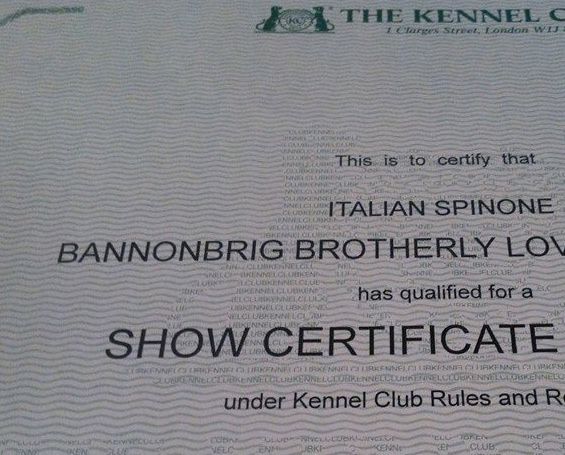 THE KENNEL C
1 Clarges Street, London W1J
This is to certify that
ITALIAN SPINONE
BANNONBRIG BROTHERLY LOV
has qualified for a
SHOW CERTIFICATE
under Kennel Club Rules and R